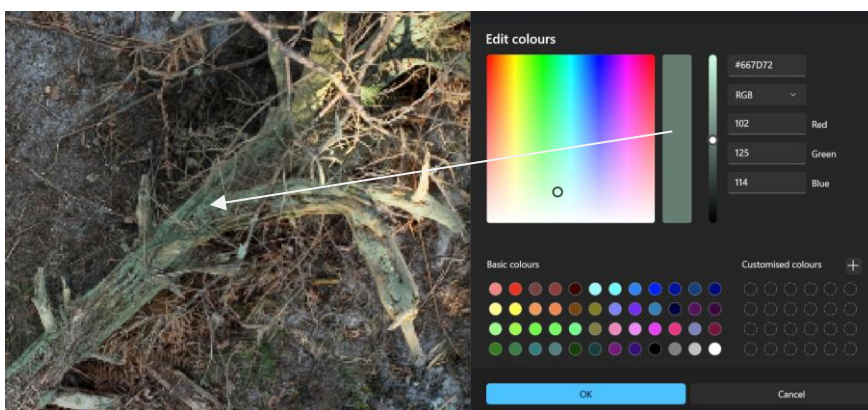 Edit colours
#667D72
RGB
102 Red
125 Green
114 Blue
Basic colours
Customised colours
OK
Cancel